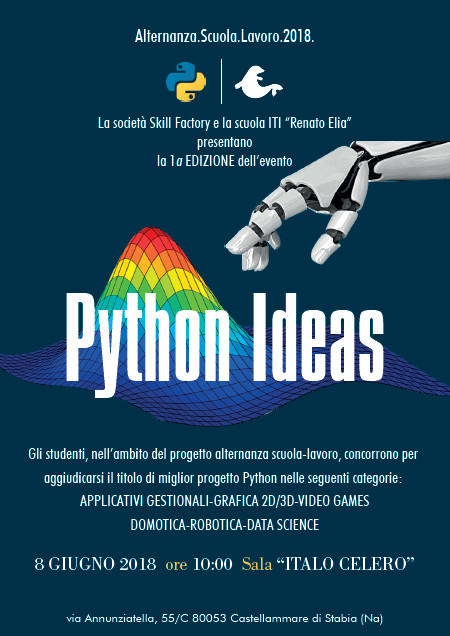 Alternanza.Scuola.Lavoro.2018.
La società Skill Factory e la scuola ITI “Renato Elia”
presentano
la 1a EDIZIONE dell’evento
Python Ideas
Gli studenti, nell’ambito del progetto alternanza scuola-lavoro, concorrono per
aggiudicarsi il titolo di miglior progetto Python nelle seguenti categorie:
APPLICATIVI GESTIONALI-GRAFICA 2D/3D-VIDEO GAMES
DOMOTICA-ROBOTICA-DATA SCIENCE
8 GIUGNO 2018 ore 10:00 Sala “ITALO CELERO”
via Annunziatella, 55/C 80053 Castellammare di Stabia (Na)